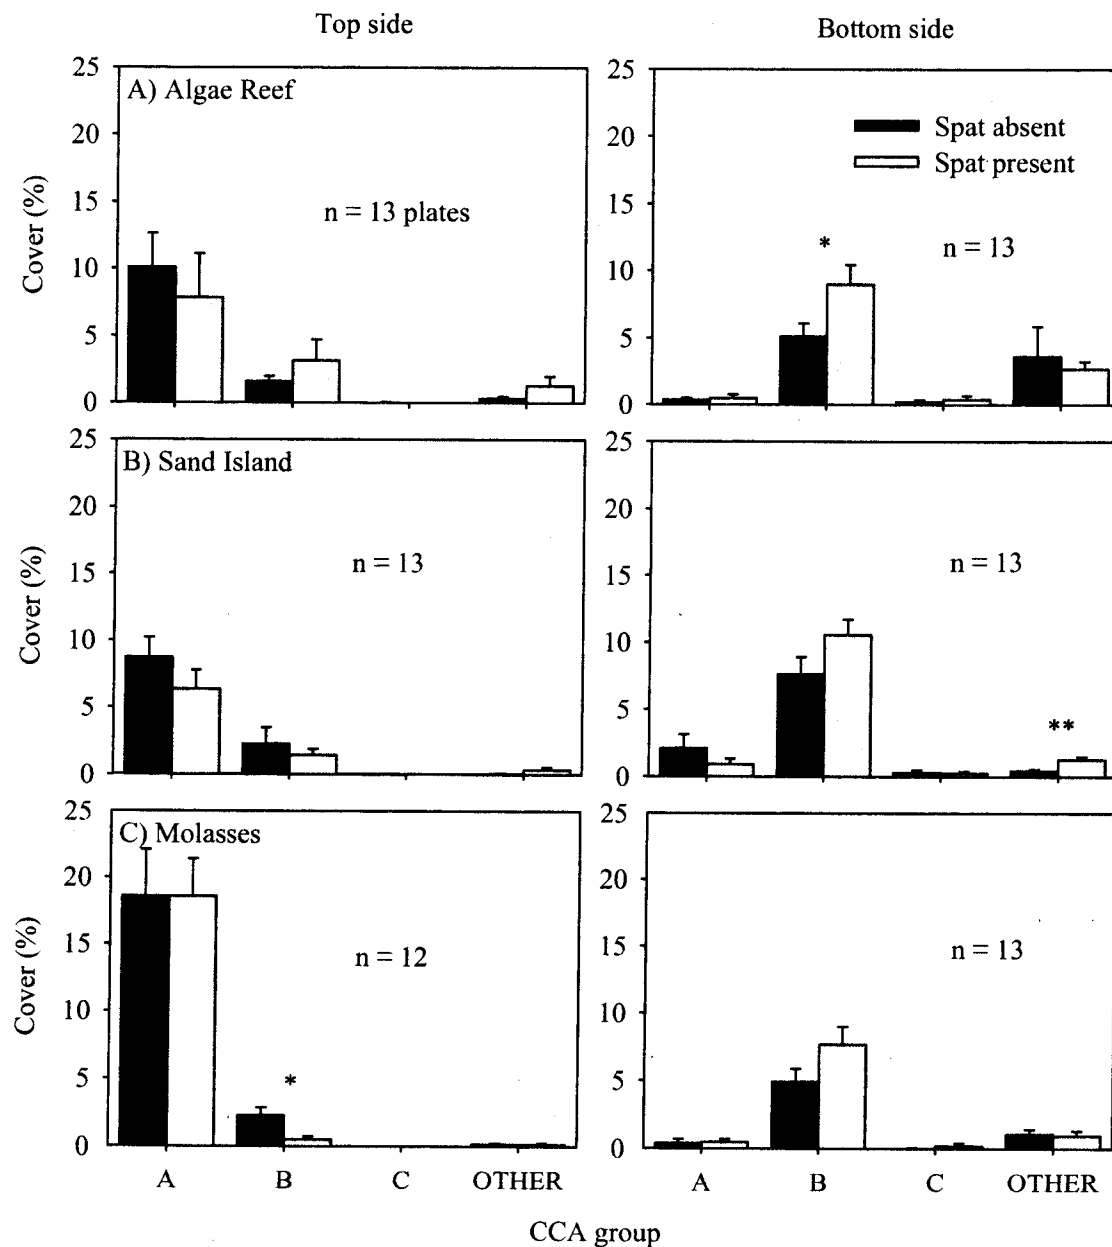 Top side
Bottom side
A) Algae Reef
25
20
15
10
5
0
Cover (%)
n = 13 plates
25
20
15
10
5
0
Spat absent
Spat present
*
n = 13
B) Sand Island
25
20
15
10
5
0
Cover (%)
n = 13
25
20
15
10
5
0
n = 13
**
C) Molasses
25
20
15
10
5
0
Cover (%)
n = 12
*
A B C OTHER
25
20
15
10
5
0
n = 13
A B C OTHER
CCA group